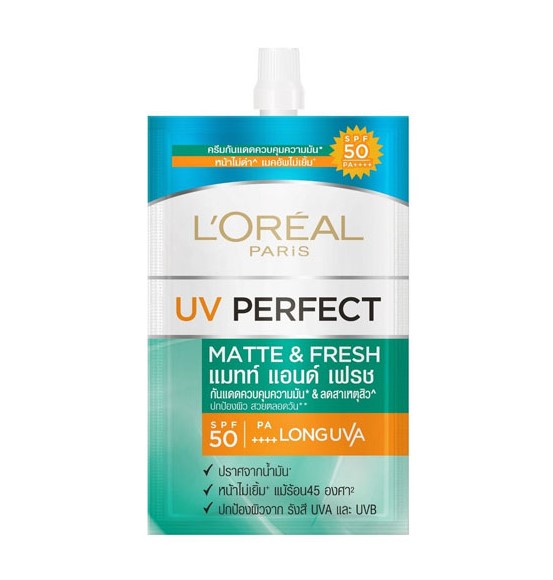 ครีมกันแดดควบคุมความมัน*
หน้าไม่ดำ^ เมคอัพไม่เยิ้ม*
SPF
50
PA++++
L'ORÉAL
PARiS
UV PERFECT
MATTE & FRESH
แมทท์ แอนด์ เฟรช
กันแดดควบคุมความมัน* & ลดสาเหตุสิว^
ปกป้องผิว สวยตลอดวัน**
SPF
50
PA
++++ LONG UVA
✓ ปราศจากน้ำมัน*
✓ หน้าไม่เยิ้ม* แม้ร้อน45 องศา²
✓ ปกป้องผิวจาก รังสี UVA และ UVB